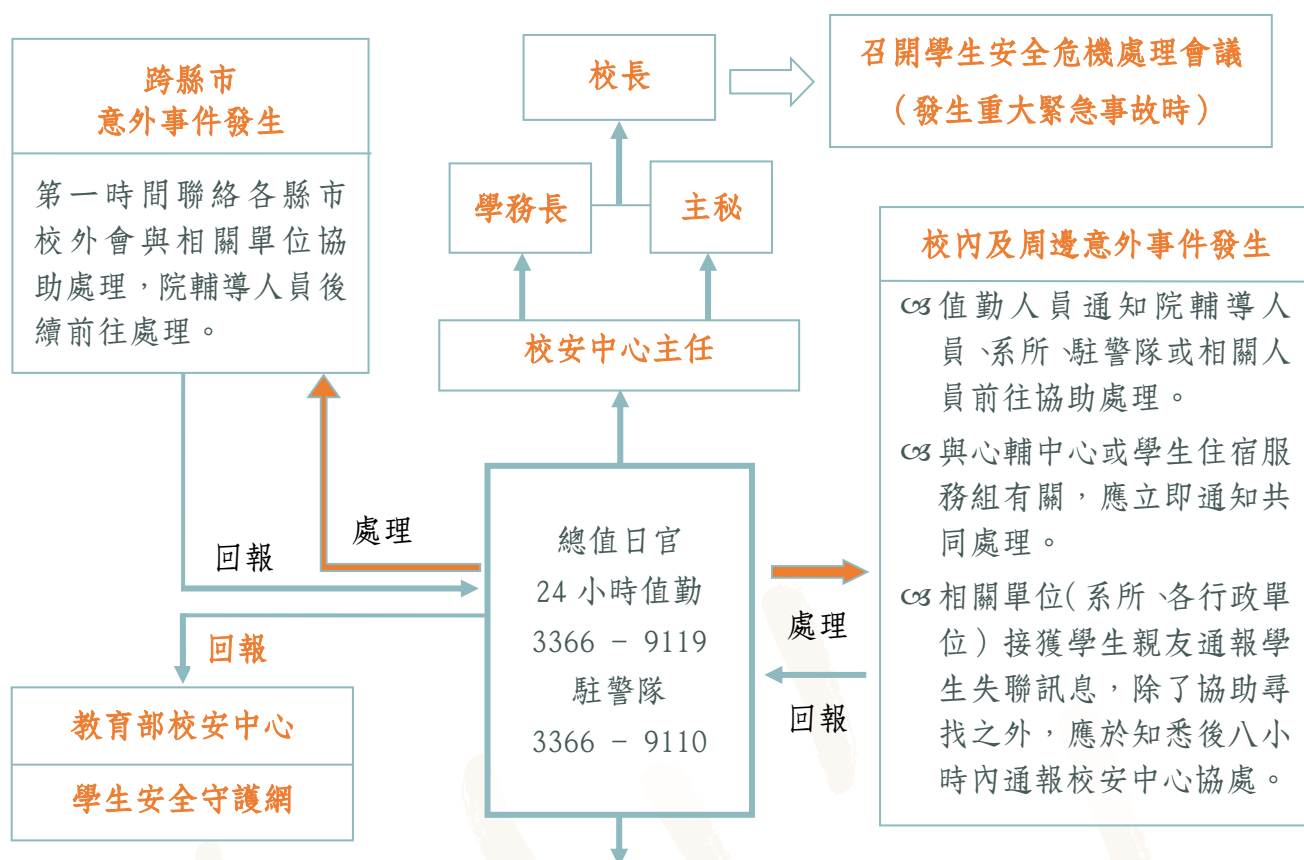 跨縣市
意外事件發生
第一時間聯絡各縣市
校外會與相關單位協
助處理，院輔導人員後
續前往處理。
校長
召開學生安全危機處理會議
（發生重大緊急事故時）
學務長
主秘
校安中心主任
校內及周邊意外事件發生
值勤人員通知院輔導人
員、系所、駐警隊或相關人
員前往協助處理。
與心輔中心或學生住宿服
務組有關，應立即通知共
同處理。
相關單位（系所、各行政單
位）接獲學生親友通報學
生失聯訊息，除了協助尋
找之外，應於知悉後八小
時內通報校安中心協處。
處理
回報
總值日官
24 小時值勤
3366 - 9119
駐警隊
3366 - 9110
處理
回報
回報
教育部校安中心
學生安全守護網